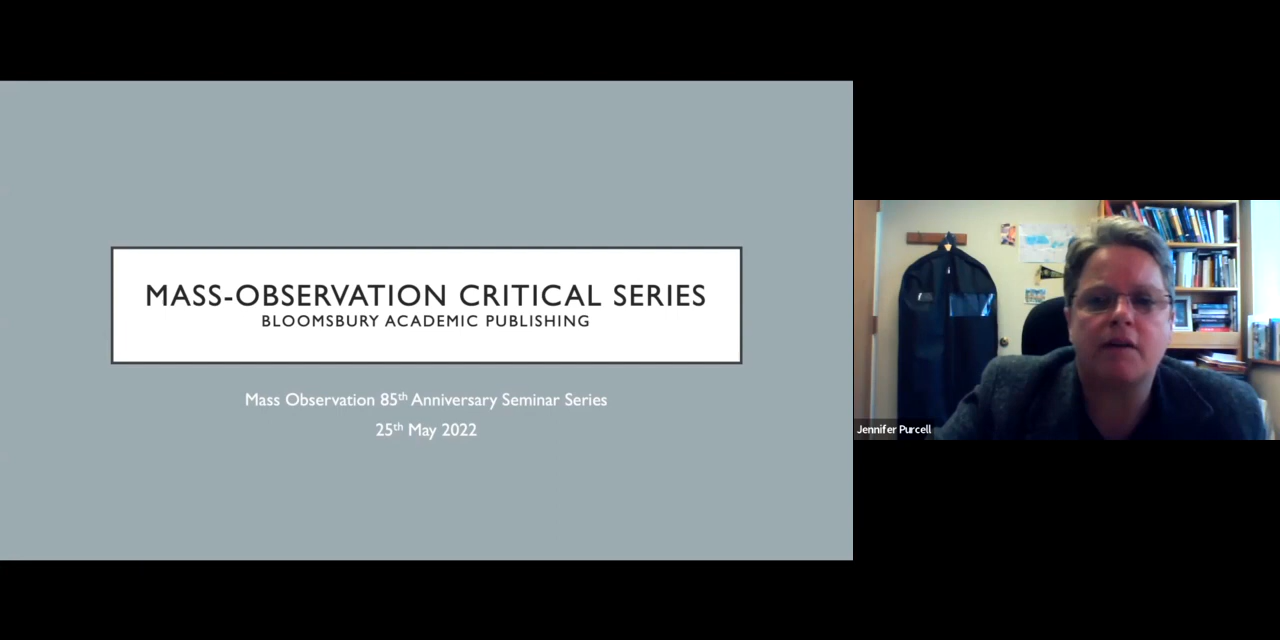 MASS-OBSERVATION CRITICAL SERIES
BLOOMSBURY ACADEMIC PUBLISHING
Mass Observation 85th Anniversary Seminar Series
25th May 2022
Jennifer Purcell